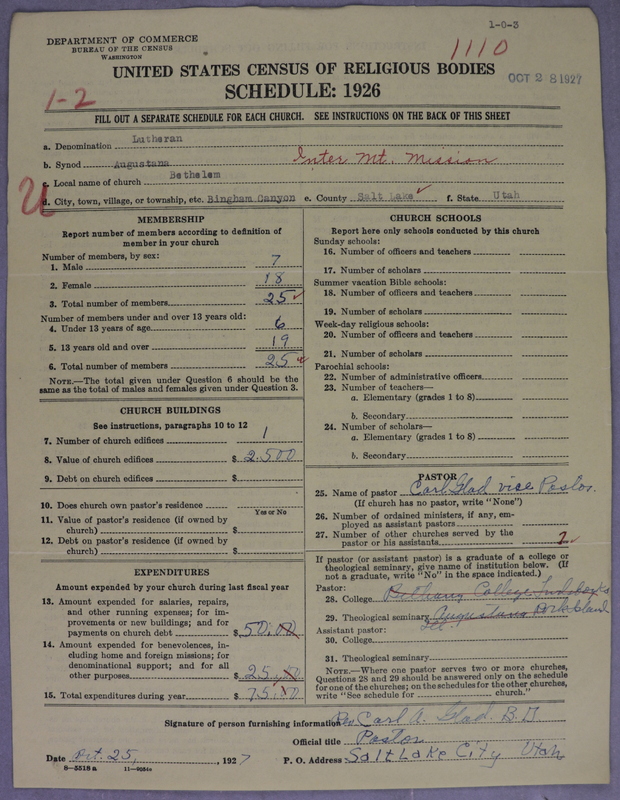 1-0-3
DEPARTMENT OF COMMERCE
BUREAU OF THE CENSUS
WASHINGTON
1110
UNITED STATES CENSUS OF RELIGIOUS BODIES
OCT 28 1927
SCHEDULE: 1926
1-2
FILL OUT A SEPARATE SCHEDULE FOR EACH CHURCH. SEE INSTRUCTIONS ON THE BACK OF THIS SHEET
a. Denomination Lutheran
b. Synod Augustana Inter Mt. Mission
c. Local name of church Bethelem
U
d. City, town, village, or township, etc. Bingham Canyon e. County Salt Lake ✓ f. State Utah
MEMBERSHIP
Report number of members according to definition of
member in your church
Number of members, by sex:
1. Male 7
2. Female 18
3. Total number of members 25 ✓
Number of members under and over 13 years old:
4. Under 13 years of age 6
5. 13 years old and over 19
6. Total number of members 25 ✓
NOTE.—The total given under Question 6 should be the
same as the total of males and females given under Question 3.
CHURCH BUILDINGS
See instructions, paragraphs 10 to 12
7. Number of church edifices 1
8. Value of church edifices $ 2.500
9. Debt on church edifices $
10. Does church own pastor's residence
Yes or No
11. Value of pastor's residence (if owned by
church) $
12. Debt on pastor's residence (if owned by
church) $
EXPENDITURES
Amount expended by your church during last fiscal year
13. Amount expended for salaries, repairs,
and other running expenses; for im-
provements or new buildings; and for
payments on church debt $ 50.00
14. Amount expended for benevolences, in-
cluding home and foreign missions; for
denominational support; and for all
other purposes $ 25.00
15. Total expenditures during year $ 75.00
CHURCH SCHOOLS
Report here only schools conducted by this church
Sunday schools:
16. Number of officers and teachers
17. Number of scholars
Summer vacation Bible schools:
18. Number of officers and teachers
19. Number of scholars
Week-day religious schools:
20. Number of officers and teachers
21. Number of scholars
Parochial schools:
22. Number of administrative officers
23. Number of teachers—
a. Elementary (grades 1 to 8)
b. Secondary
24. Number of scholars—
a. Elementary (grades 1 to 8)
b. Secondary
PASTOR
25. Name of pastor Carl Glad vice Pastor.
(If church has no pastor, write "None")
26. Number of ordained ministers, if any, em-
ployed as assistant pastors
27. Number of other churches served by the
pastor or his assistants
If pastor (or assistant pastor) is a graduate of a college or
theological seminary, give name of institution below. (If
not a graduate, write "No" in the space indicated.)
Pastor:
28. College Bethany College
29. Theological seminary Augustana Rock Island
Assistant pastor:
30. College
31. Theological seminary
NOTE.—Where one pastor serves two or more churches,
Questions 28 and 29 should be answered only on the schedule
for one of the churches; on the schedules for the other churches,
write "See schedule for church."
Signature of person furnishing information Rev Carl A. Glad. B.D
Official title Pastor
Date Oct. 25, 1927 P. O. Address Salt Lake City Utah
8-5518a 11-9034a